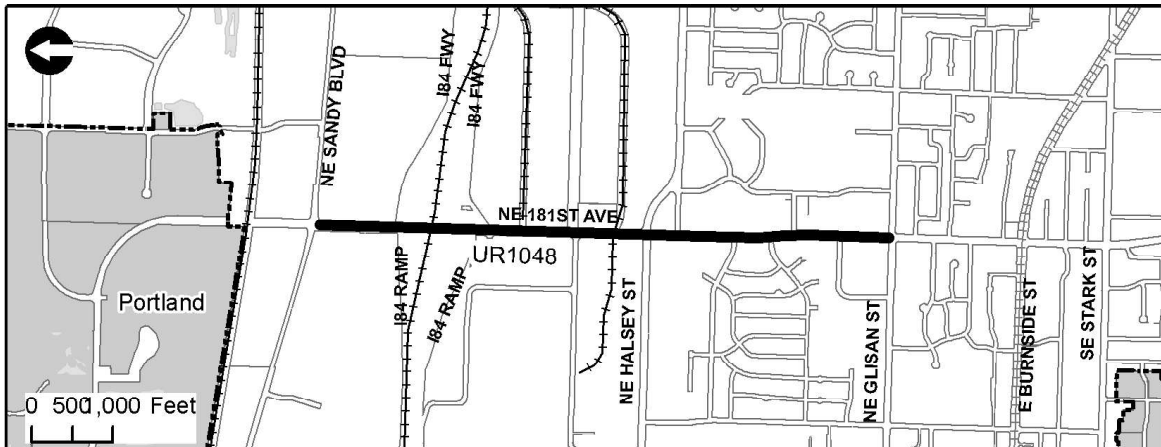 NE SANDY BLVD
I84 FWY
I84 FWY
NE 181ST AVE
UR1048
I84 RAMP
I84 RAMP
NE HALSEY ST
NE GLISAN ST
E BURNSIDE ST
SE STARK ST
Portland
0 500 1,000 Feet